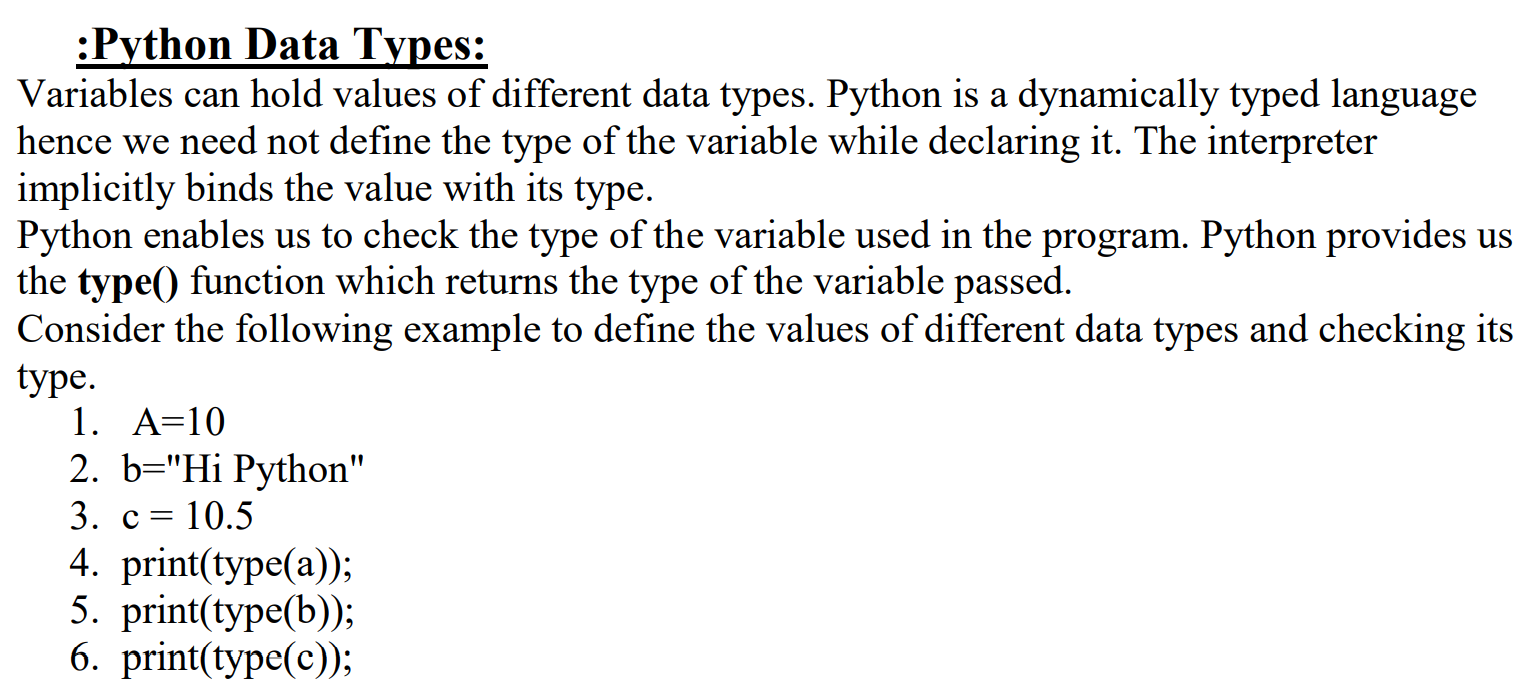 :Python Data Types:
Variables can hold values of different data types. Python is a dynamically typed language
hence we need not define the type of the variable while declaring it. The interpreter
implicitly binds the value with its type.
Python enables us to check the type of the variable used in the program. Python provides us
the type() function which returns the type of the variable passed.
Consider the following example to define the values of different data types and checking its
type.
1. A=10
2. b="Hi Python"
3. c = 10.5
4. print(type(a));
5. print(type(b));
6. print(type(c));